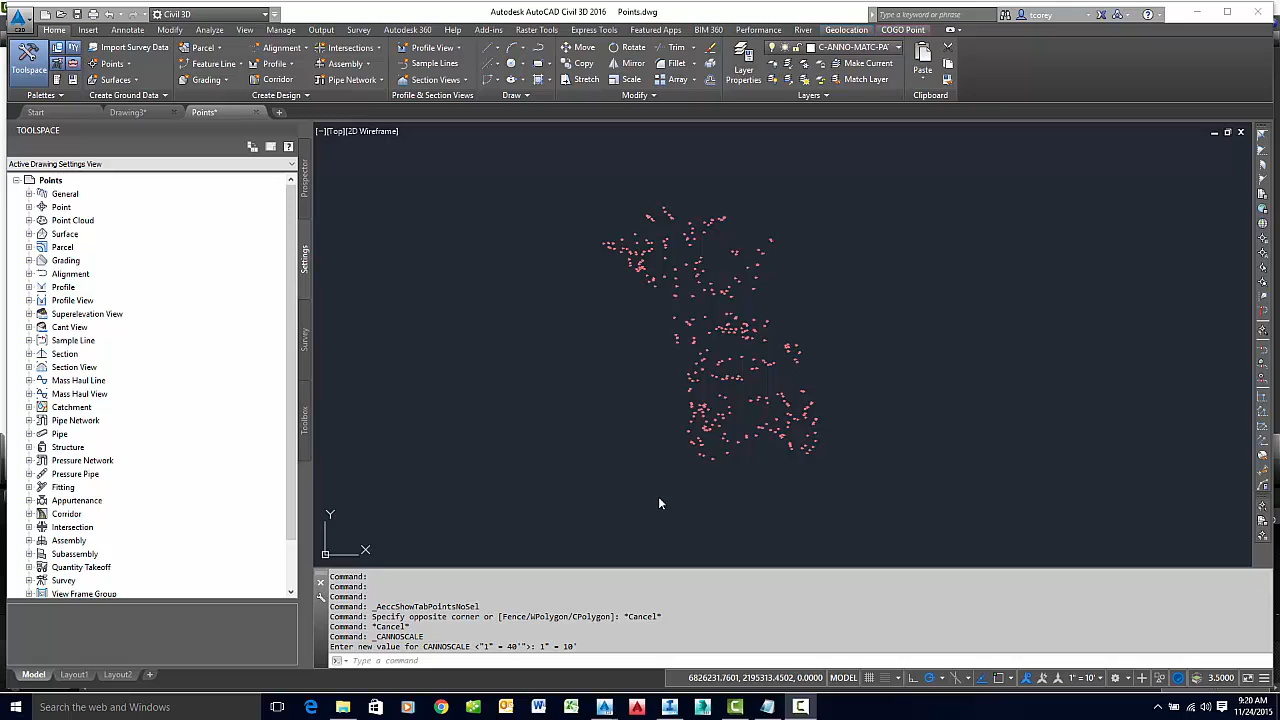 Civil 3D
Autodesk AutoCAD Civil 3D 2016 Points.dwg
Type a keyword or phrase
tcorey
Home Insert Annotate Modify Analyze View Manage Output Survey Autodesk 360 Help Add-ins Raster Tools Express Tools Featured Apps BIM 360 Performance River Geolocation COGO Point
Toolspace
Import Survey Data
Points
Surfaces
Parcel
Feature Line
Grading
Alignment
Profile
Corridor
Intersections
Assembly
Pipe Network
Profile View
Sample Lines
Section Views
Move
Copy
Stretch
Rotate
Mirror
Scale
Trim
Fillet
Array
Layer Properties
C-ANNO-MATC-PA
Make Current
Match Layer
Paste
Palettes Create Ground Data Create Design Profile & Section Views Draw Modify Layers Clipboard
Start Drawing3* Points*
TOOLSPACE
Active Drawing Settings View
Points
General
Point
Point Cloud
Surface
Parcel
Grading
Alignment
Profile
Profile View
Superelevation View
Cant View
Sample Line
Section
Section View
Mass Haul Line
Mass Haul View
Catchment
Pipe Network
Pipe
Structure
Pressure Network
Pressure Pipe
Fitting
Appurtenance
Corridor
Intersection
Assembly
Subassembly
Quantity Takeoff
Survey
View Frame Group
Prospector
Settings
Survey
Toolbox
[−][Top][2D Wireframe]
Y
X
Command:
Command:
Command:
Command: _AeccShowTabPointsNoSel
Command: Specify opposite corner or [Fence/WPolygon/CPolygon]: *Cancel*
Command: *Cancel*
Command: _CANNOSCALE
Enter new value for CANNOSCALE <"1" = 40'">: 1" = 10'
Type a command
Model Layout1 Layout2
6826231.7601, 2195313.4502, 0.0000 MODEL 1" = 10' 3.5000
Search the web and Windows
9:20 AM
11/24/2015